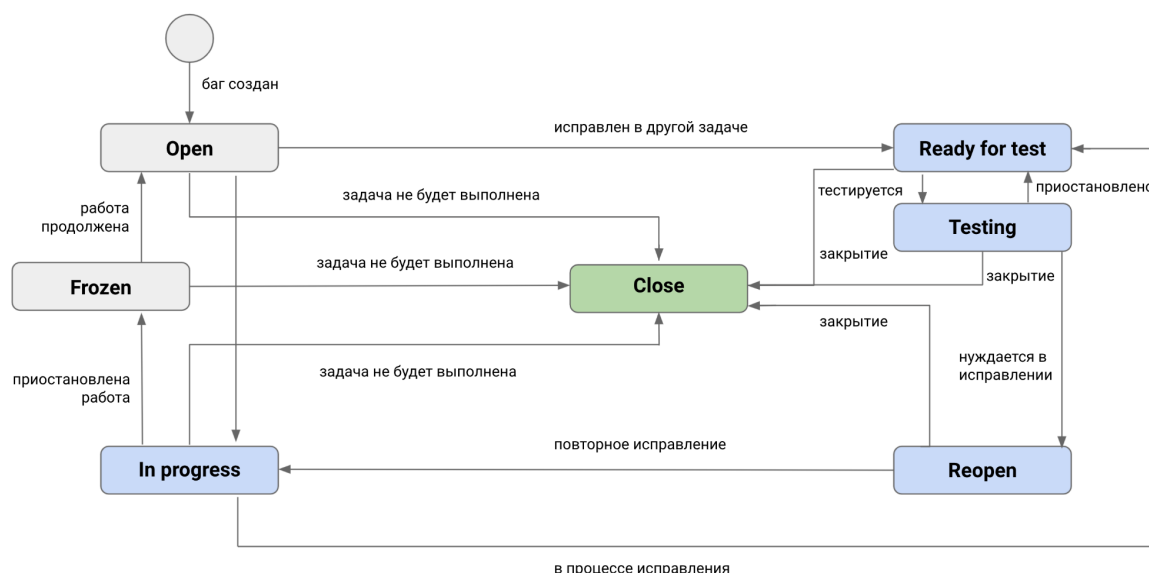 баг создан
Open
исправлен в другой задаче
Ready for test
задача не будет выполнена
тестируется
приостановлено
работа
продолжена
Testing
Frozen
задача не будет выполнена
Close
закрытие
закрытие
закрытие
приостановлена
работа
задача не будет выполнена
нуждается в
исправлении
In progress
повторное исправление
Reopen
в процессе исправления